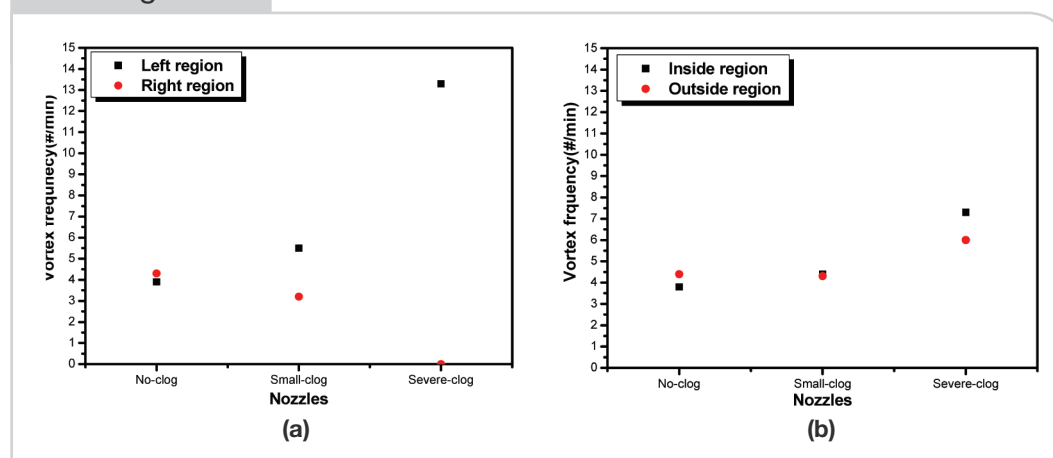 15
14
13
12
11
10
9
8
7
6
5
4
3
2
1
0
Left region
Right region
Vortex frequnecy(#/min)
No-clog
Small-clog
Severe-clog
Nozzles
(a)
15
14
13
12
11
10
9
8
7
6
5
4
3
2
1
0
Inside region
Outside region
Vortex frquency(#/min)
No-clog
Small-clog
Severe-clog
Nozzles
(b)